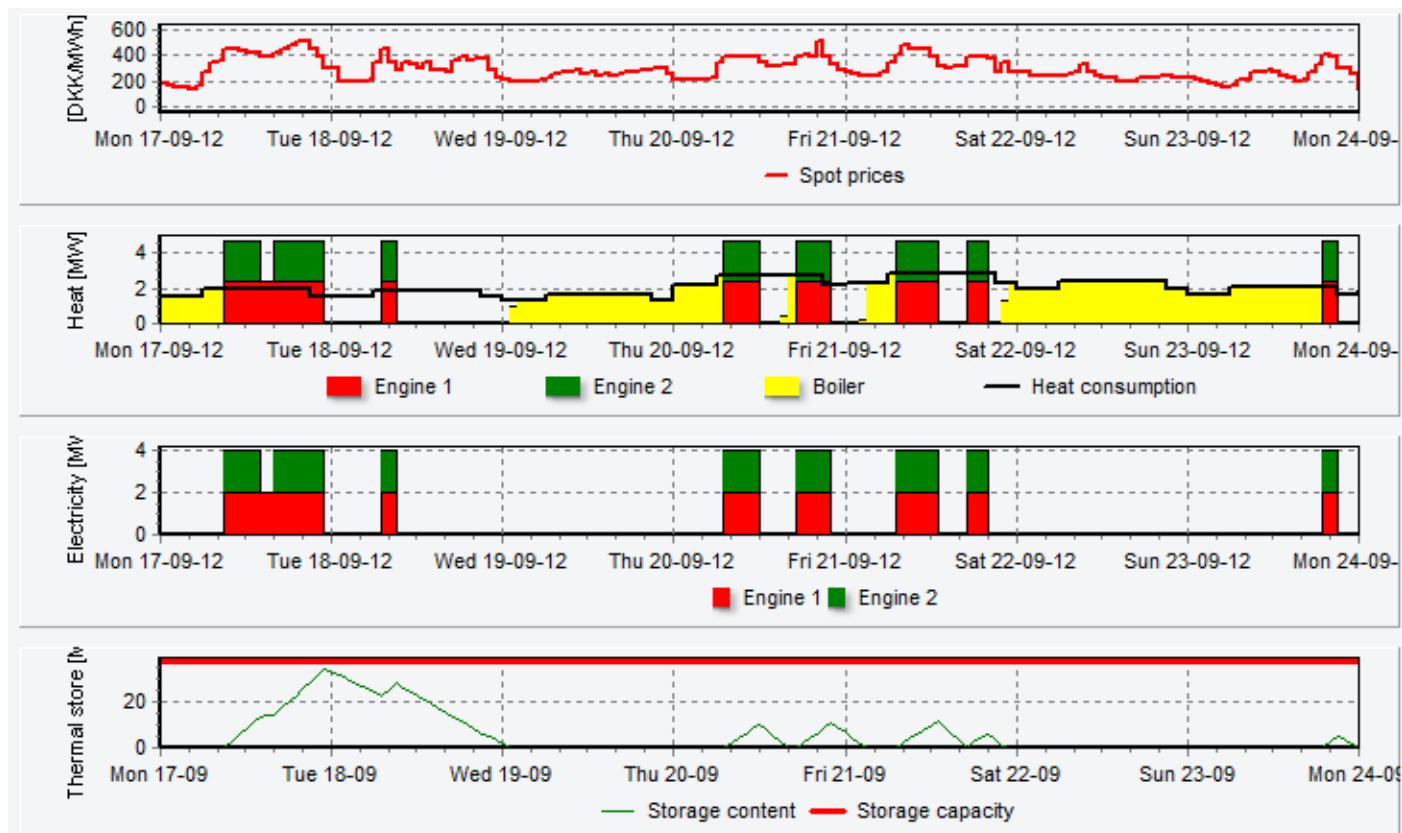 [DKK/MWh]
600
400
200
0
Mon 17-09-12 Tue 18-09-12 Wed 19-09-12 Thu 20-09-12 Fri 21-09-12 Sat 22-09-12 Sun 23-09-12 Mon 24-09-
Spot prices
Heat [MW]
4
2
0
Mon 17-09-12 Tue 18-09-12 Wed 19-09-12 Thu 20-09-12 Fri 21-09-12 Sat 22-09-12 Sun 23-09-12 Mon 24-09-
Engine 1 Engine 2 Boiler Heat consumption
Electricity [MV
4
2
0
Mon 17-09-12 Tue 18-09-12 Wed 19-09-12 Thu 20-09-12 Fri 21-09-12 Sat 22-09-12 Sun 23-09-12 Mon 24-09-
Engine 1 Engine 2
Thermal store [
20
0
Mon 17-09 Tue 18-09 Wed 19-09 Thu 20-09 Fri 21-09 Sat 22-09 Sun 23-09 Mon 24-09
Storage content Storage capacity